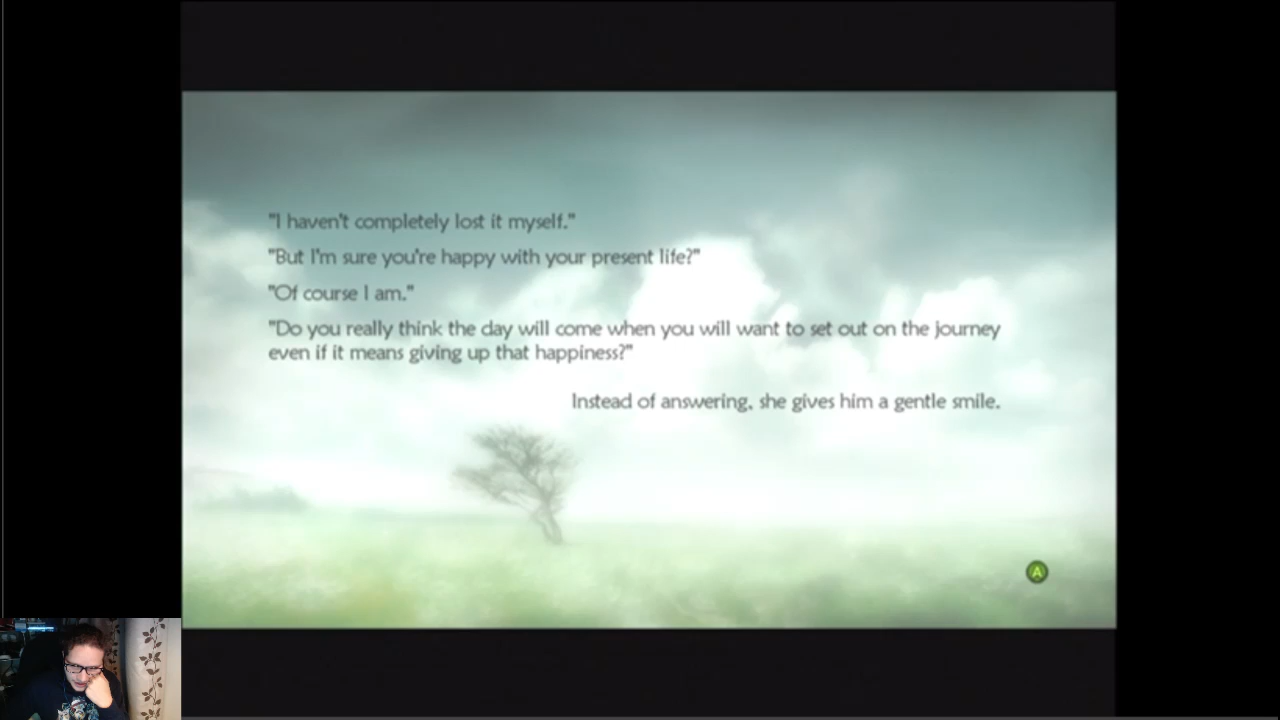 "I haven't completely lost it myself."
"But I'm sure you're happy with your present life?"
"Of course I am."
"Do you really think the day will come when you will want to set out on the journey
even if it means giving up that happiness?"
Instead of answering, she gives him a gentle smile.
A